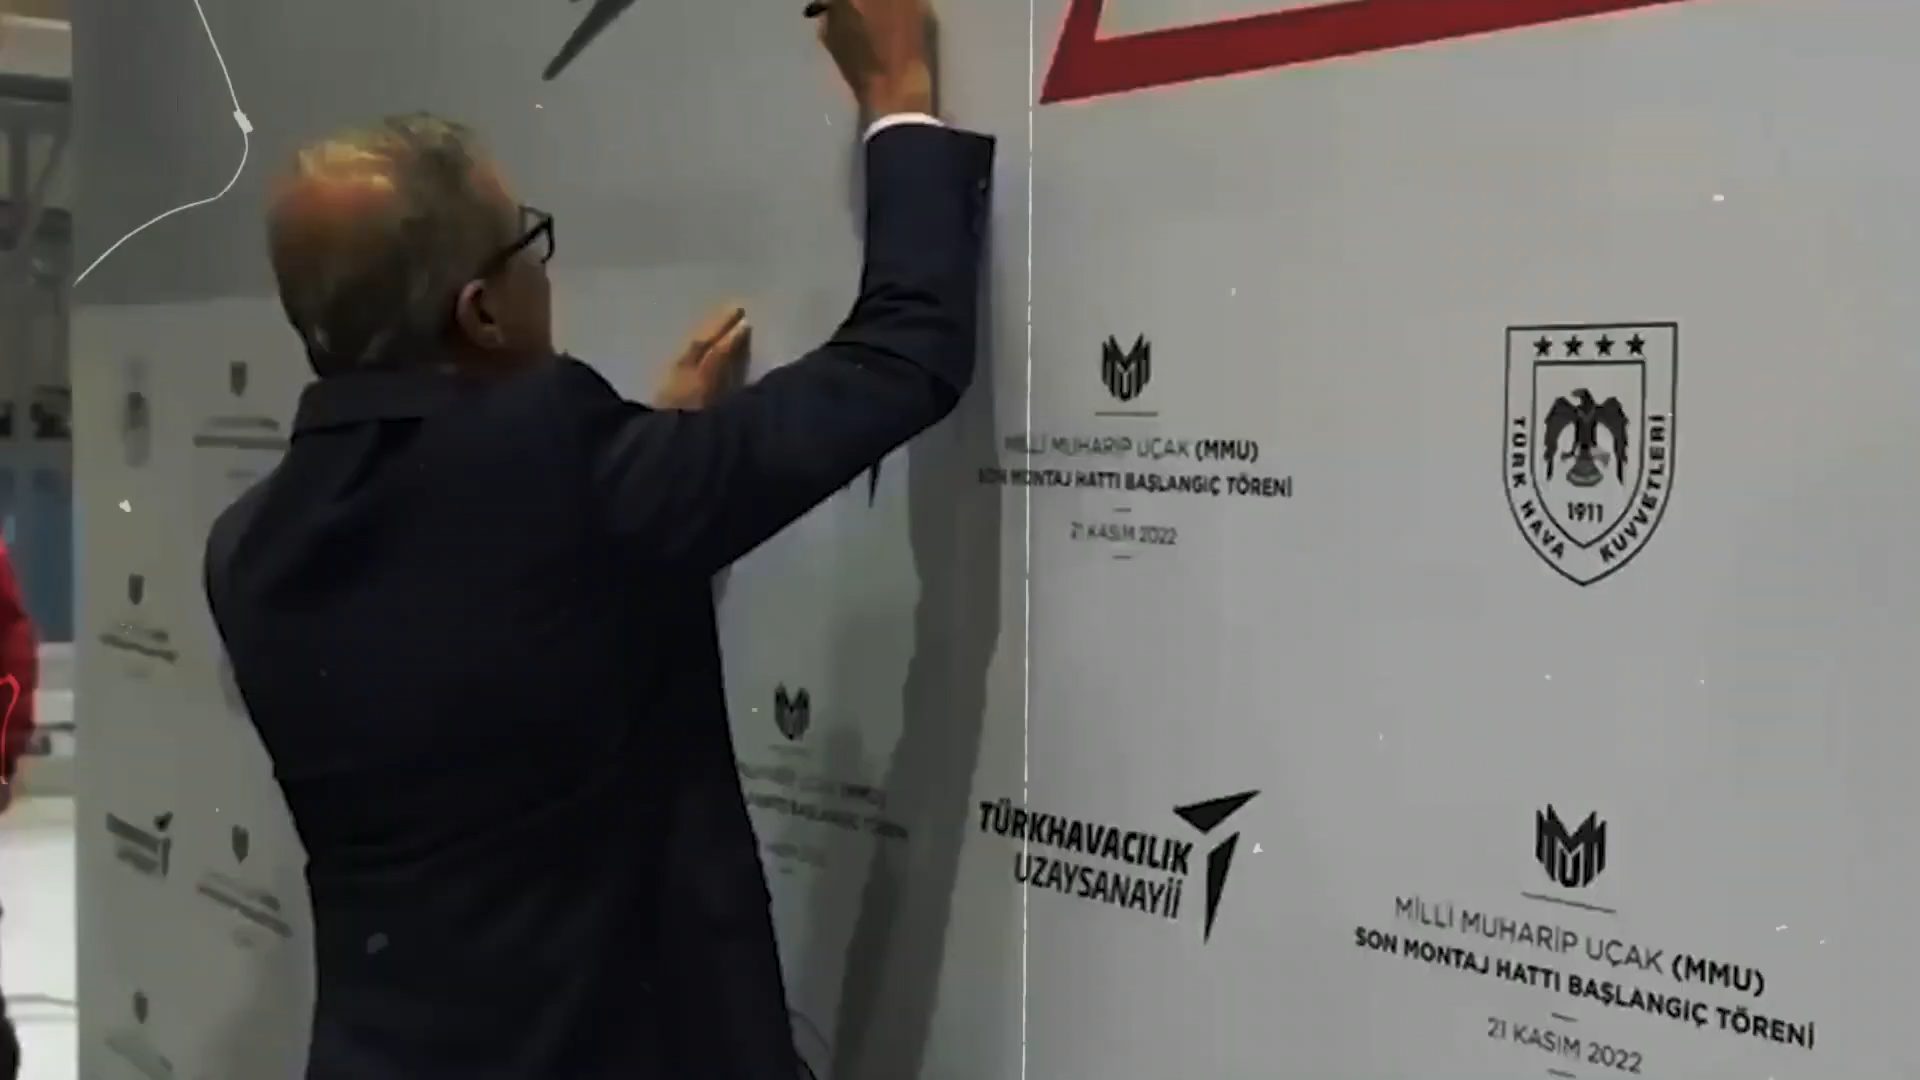 MİLLİ MUHARİP UÇAK (MMU)
SON MONTAJ HATTI BAŞLANGIÇ TÖRENİ
21 KASIM 2022
TÜRK HAVA KUVVETLERİ
1911
TÜRKHAVACILIK
UZAYSANAYİİ
MİLLİ MUHARİP UÇAK (MMU)
SON MONTAJ HATTI BAŞLANGIÇ TÖRENİ
21 KASIM 2022